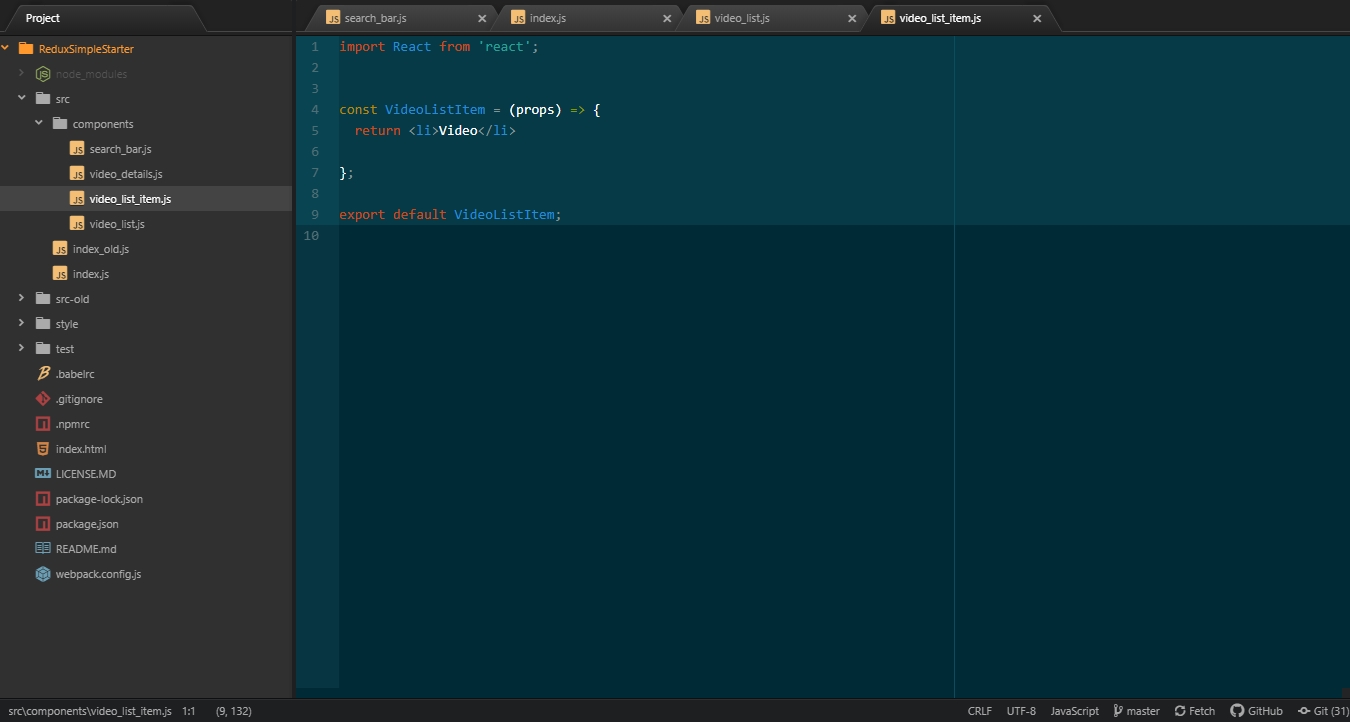 Project
search_bar.js
index.js
video_list.js
video_list_item.js
ReduxSimpleStarter
node_modules
src
components
search_bar.js
video_details.js
video_list_item.js
video_list.js
index_old.js
index.js
src-old
style
test
.babelrc
.gitignore
.npmrc
index.html
LICENSE.MD
package-lock.json
package.json
README.md
webpack.config.js
1 import React from 'react';
2
3
4 const VideoListItem = (props) => {
5 return <li>Video</li>
6
7 };
8
9 export default VideoListItem;
10
src\components\video_list_item.js 1:1 (9, 132) CRLF UTF-8 JavaScript master Fetch GitHub Git (31)